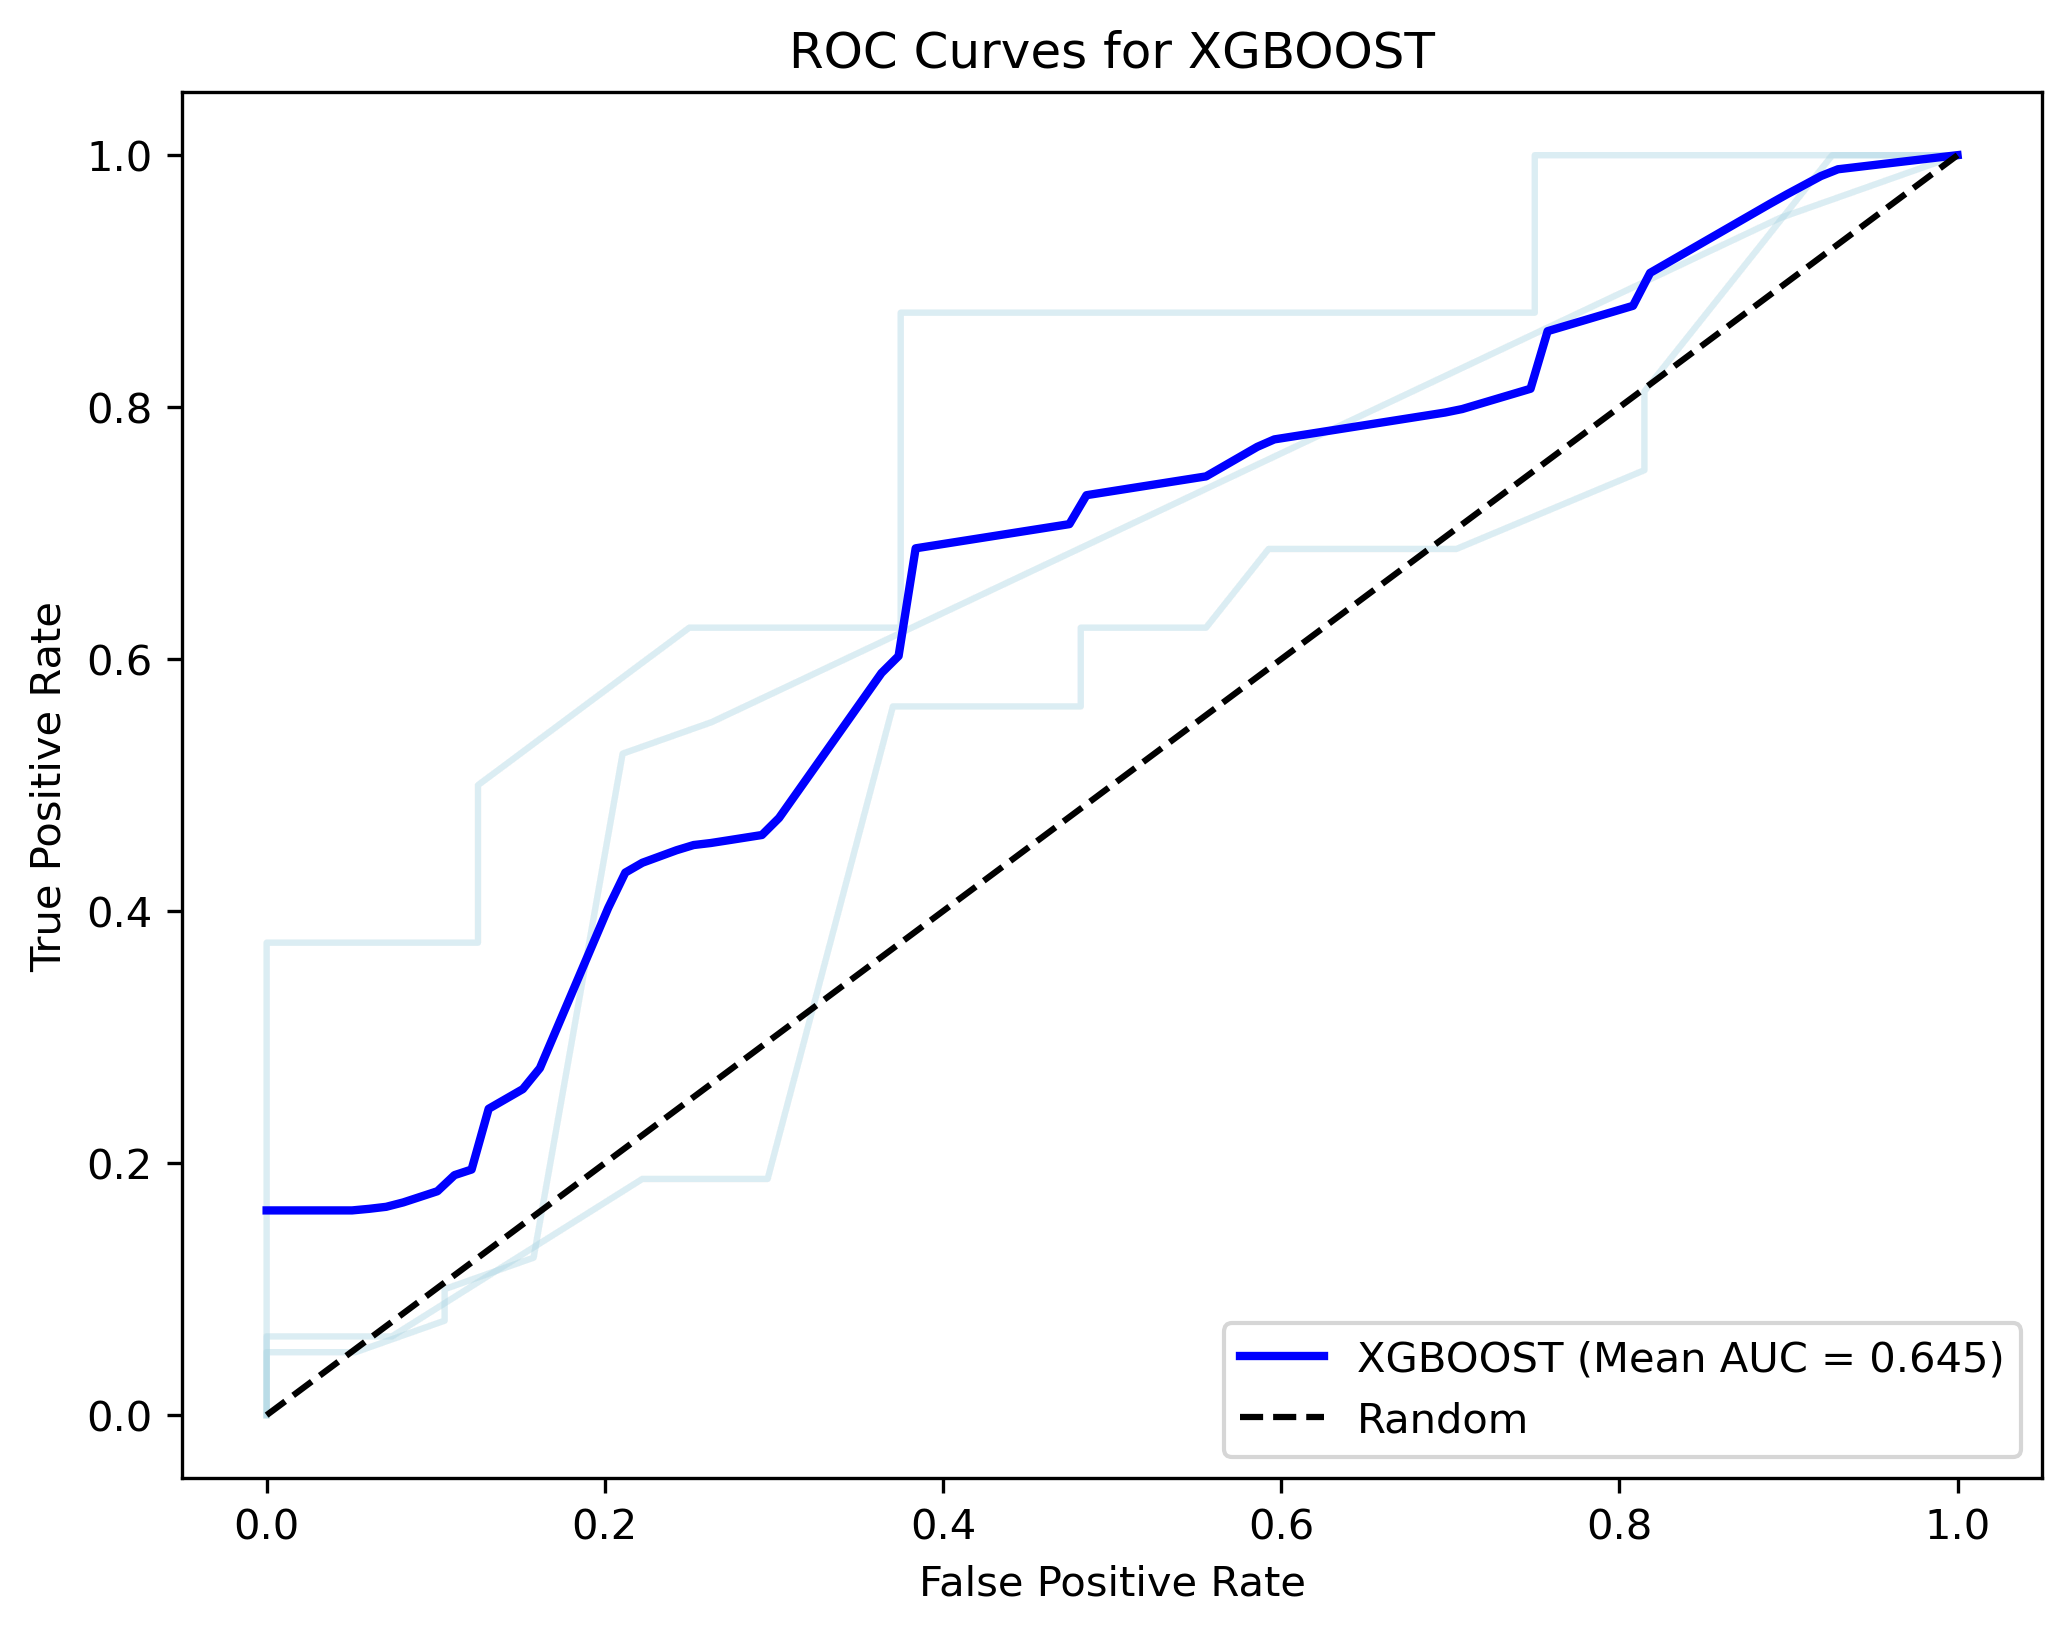 ROC Curves for XGBOOST
True Positive Rate
1.0
0.8
0.6
0.4
0.2
0.0
XGBOOST (Mean AUC = 0.645)
Random
0.0 0.2 0.4 0.6 0.8 1.0
False Positive Rate